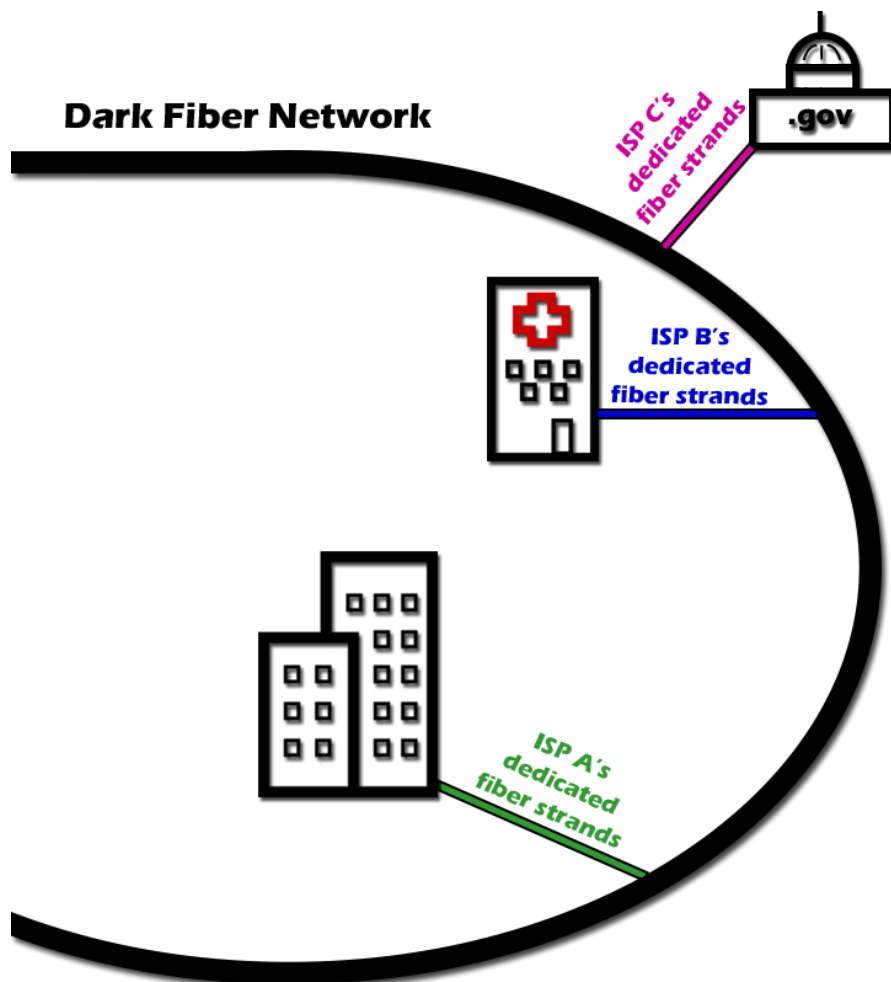 Dark Fiber Network
ISP C's
dedicated
fiber strands
.gov
ISP B's
dedicated
fiber strands
ISP A's
dedicated
fiber strands